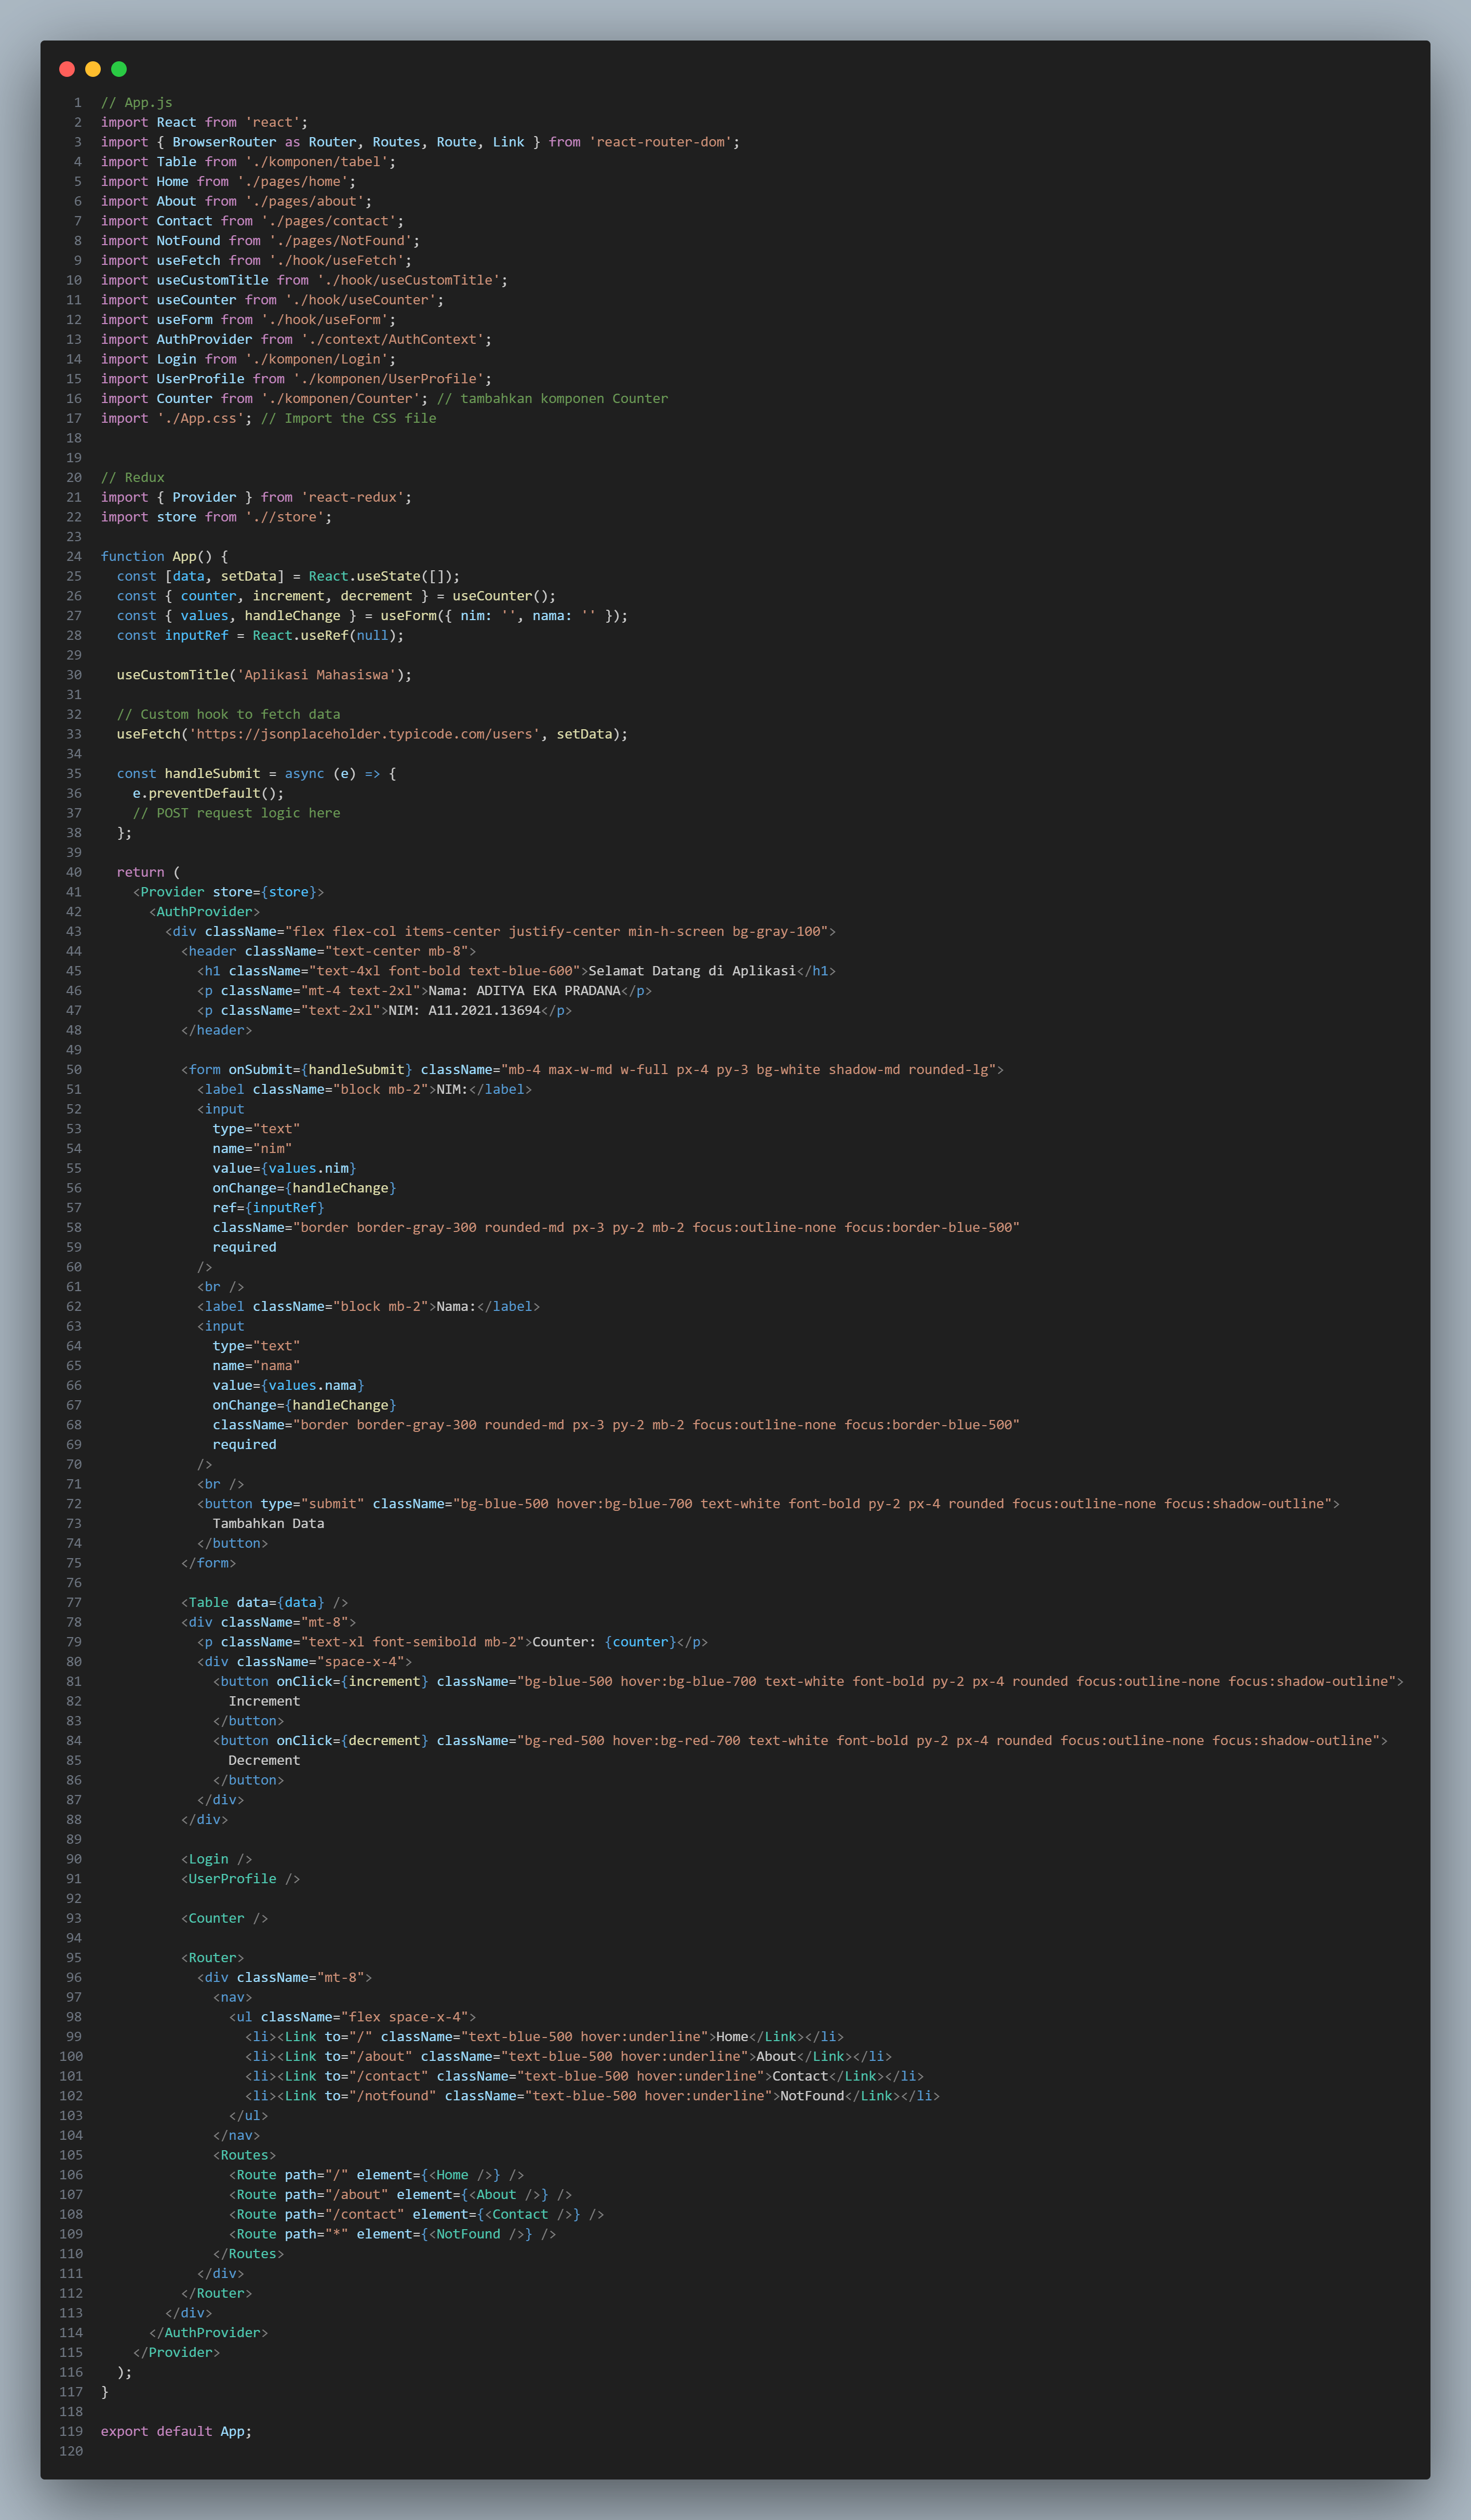 1 // App.js
2 import React from 'react';
3 import { BrowserRouter as Router, Routes, Route, Link } from 'react-router-dom';
4 import Table from './komponen/tabel';
5 import Home from './pages/home';
6 import About from './pages/about';
7 import Contact from './pages/contact';
8 import NotFound from './pages/NotFound';
9 import useFetch from './hook/useFetch';
10 import useCustomTitle from './hook/useCustomTitle';
11 import useCounter from './hook/useCounter';
12 import useForm from './hook/useForm';
13 import AuthProvider from './context/AuthContext';
14 import Login from './komponen/Login';
15 import UserProfile from './komponen/UserProfile';
16 import Counter from './komponen/Counter'; // tambahkan komponen Counter
17 import './App.css'; // Import the CSS file
18
19
20 // Redux
21 import { Provider } from 'react-redux';
22 import store from './/store';
23
24 function App() {
25   const [data, setData] = React.useState([]);
26   const { counter, increment, decrement } = useCounter();
27   const { values, handleChange } = useForm({ nim: '', nama: '' });
28   const inputRef = React.useRef(null);
29
30   useCustomTitle('Aplikasi Mahasiswa');
31
32   // Custom hook to fetch data
33   useFetch('https://jsonplaceholder.typicode.com/users', setData);
34
35   const handleSubmit = async (e) => {
36     e.preventDefault();
37     // POST request logic here
38   };
39
40   return (
41     <Provider store={store}>
42       <AuthProvider>
43         <div className="flex flex-col items-center justify-center min-h-screen bg-gray-100">
44           <header className="text-center mb-8">
45             <h1 className="text-4xl font-bold text-blue-600">Selamat Datang di Aplikasi</h1>
46             <p className="mt-4 text-2xl">Nama: ADITYA EKA PRADANA</p>
47             <p className="text-2xl">NIM: A11.2021.13694</p>
48           </header>
49
50           <form onSubmit={handleSubmit} className="mb-4 max-w-md w-full px-4 py-3 bg-white shadow-md rounded-lg">
51             <label className="block mb-2">NIM:</label>
52             <input
53               type="text"
54               name="nim"
55               value={values.nim}
56               onChange={handleChange}
57               ref={inputRef}
58               className="border border-gray-300 rounded-md px-3 py-2 mb-2 focus:outline-none focus:border-blue-500"
59               required
60             />
61             <br />
62             <label className="block mb-2">Nama:</label>
63             <input
64               type="text"
65               name="nama"
66               value={values.nama}
67               onChange={handleChange}
68               className="border border-gray-300 rounded-md px-3 py-2 mb-2 focus:outline-none focus:border-blue-500"
69               required
70             />
71             <br />
72             <button type="submit" className="bg-blue-500 hover:bg-blue-700 text-white font-bold py-2 px-4 rounded focus:outline-none focus:shadow-outline">
73               Tambahkan Data
74             </button>
75           </form>
76
77           <Table data={data} />
78           <div className="mt-8">
79             <p className="text-xl font-semibold mb-2">Counter: {counter}</p>
80             <div className="space-x-4">
81               <button onClick={increment} className="bg-blue-500 hover:bg-blue-700 text-white font-bold py-2 px-4 rounded focus:outline-none focus:shadow-outline">
82                 Increment
83               </button>
84               <button onClick={decrement} className="bg-red-500 hover:bg-red-700 text-white font-bold py-2 px-4 rounded focus:outline-none focus:shadow-outline">
85                 Decrement
86               </button>
87             </div>
88           </div>
89
90           <Login />
91           <UserProfile />
92
93           <Counter />
94
95           <Router>
96             <div className="mt-8">
97               <nav>
98                 <ul className="flex space-x-4">
99                   <li><Link to="/" className="text-blue-500 hover:underline">Home</Link></li>
100                   <li><Link to="/about" className="text-blue-500 hover:underline">About</Link></li>
101                   <li><Link to="/contact" className="text-blue-500 hover:underline">Contact</Link></li>
102                   <li><Link to="/notfound" className="text-blue-500 hover:underline">NotFound</Link></li>
103                 </ul>
104               </nav>
105               <Routes>
106                 <Route path="/" element={<Home />} />
107                 <Route path="/about" element={<About />} />
108                 <Route path="/contact" element={<Contact />} />
109                 <Route path="*" element={<NotFound />} />
110               </Routes>
111             </div>
112           </Router>
113         </div>
114       </AuthProvider>
115     </Provider>
116   );
117 }
118
119 export default App;
120